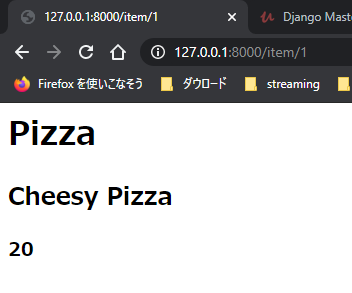 127.0.0.1:8000/item/1
Django Mast
127.0.0.1:8000/item/1
Firefox を使いこなそう ダウロード streaming
Pizza
Cheesy Pizza
20